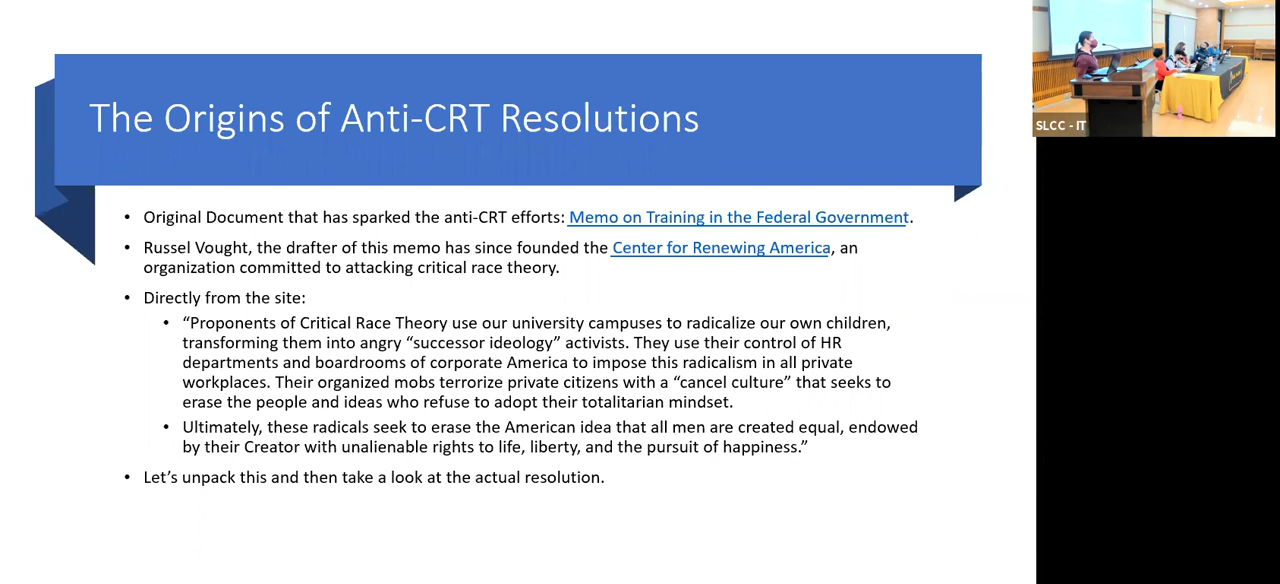 The Origins of Anti-CRT Resolutions
• Original Document that has sparked the anti-CRT efforts: Memo on Training in the Federal Government.
• Russel Vought, the drafter of this memo has since founded the Center for Renewing America, an
organization committed to attacking critical race theory.
• Directly from the site:
• “Proponents of Critical Race Theory use our university campuses to radicalize our own children,
transforming them into angry “successor ideology” activists. They use their control of HR
departments and boardrooms of corporate America to impose this radicalism in all private
workplaces. Their organized mobs terrorize private citizens with a “cancel culture” that seeks to
erase the people and ideas who refuse to adopt their totalitarian mindset.
• Ultimately, these radicals seek to erase the American idea that all men are created equal, endowed
by their Creator with unalienable rights to life, liberty, and the pursuit of happiness.”
• Let’s unpack this and then take a look at the actual resolution.
SLCC - IT